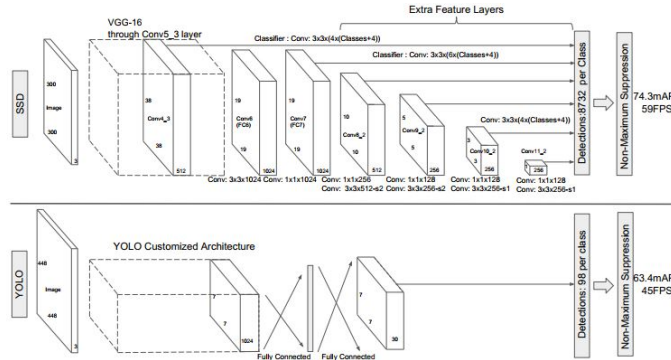 Extra Feature Layers
VGG-16
through Conv5_3 layer
Classifier : Conv: 3x3x(4x(Classes+4))
Classifier : Conv: 3x3x(6x(Classes+4))
SSD
300
Image
300
3
38
Conv4_3
38
512
19
Conv6
(FC6)
19
1024
19
Conv7
(FC7)
19
1024
10
Conv8_2
10
512
5
Conv9_2
5
256
Conv: 3x3x(4x(Classes+4))
3
Conv10_2
3
256
Conv11_2
1
256
Detections:8732 per Class
Non-Maximum Suppression
74.3mAP
59FPS
Conv: 3x3x1024
Conv: 1x1x1024
Conv: 1x1x256
Conv: 3x3x512-s2
Conv: 1x1x128
Conv: 3x3x256-s2
Conv: 1x1x128
Conv: 3x3x256-s1
Conv: 1x1x128
Conv: 3x3x256-s1
YOLO
YOLO Customized Architecture
448
Image
448
3
7
7
1024
Fully Connected
Fully Connected
7
7
30
Detections: 98 per class
Non-Maximum Suppression
63.4mAP
45FPS